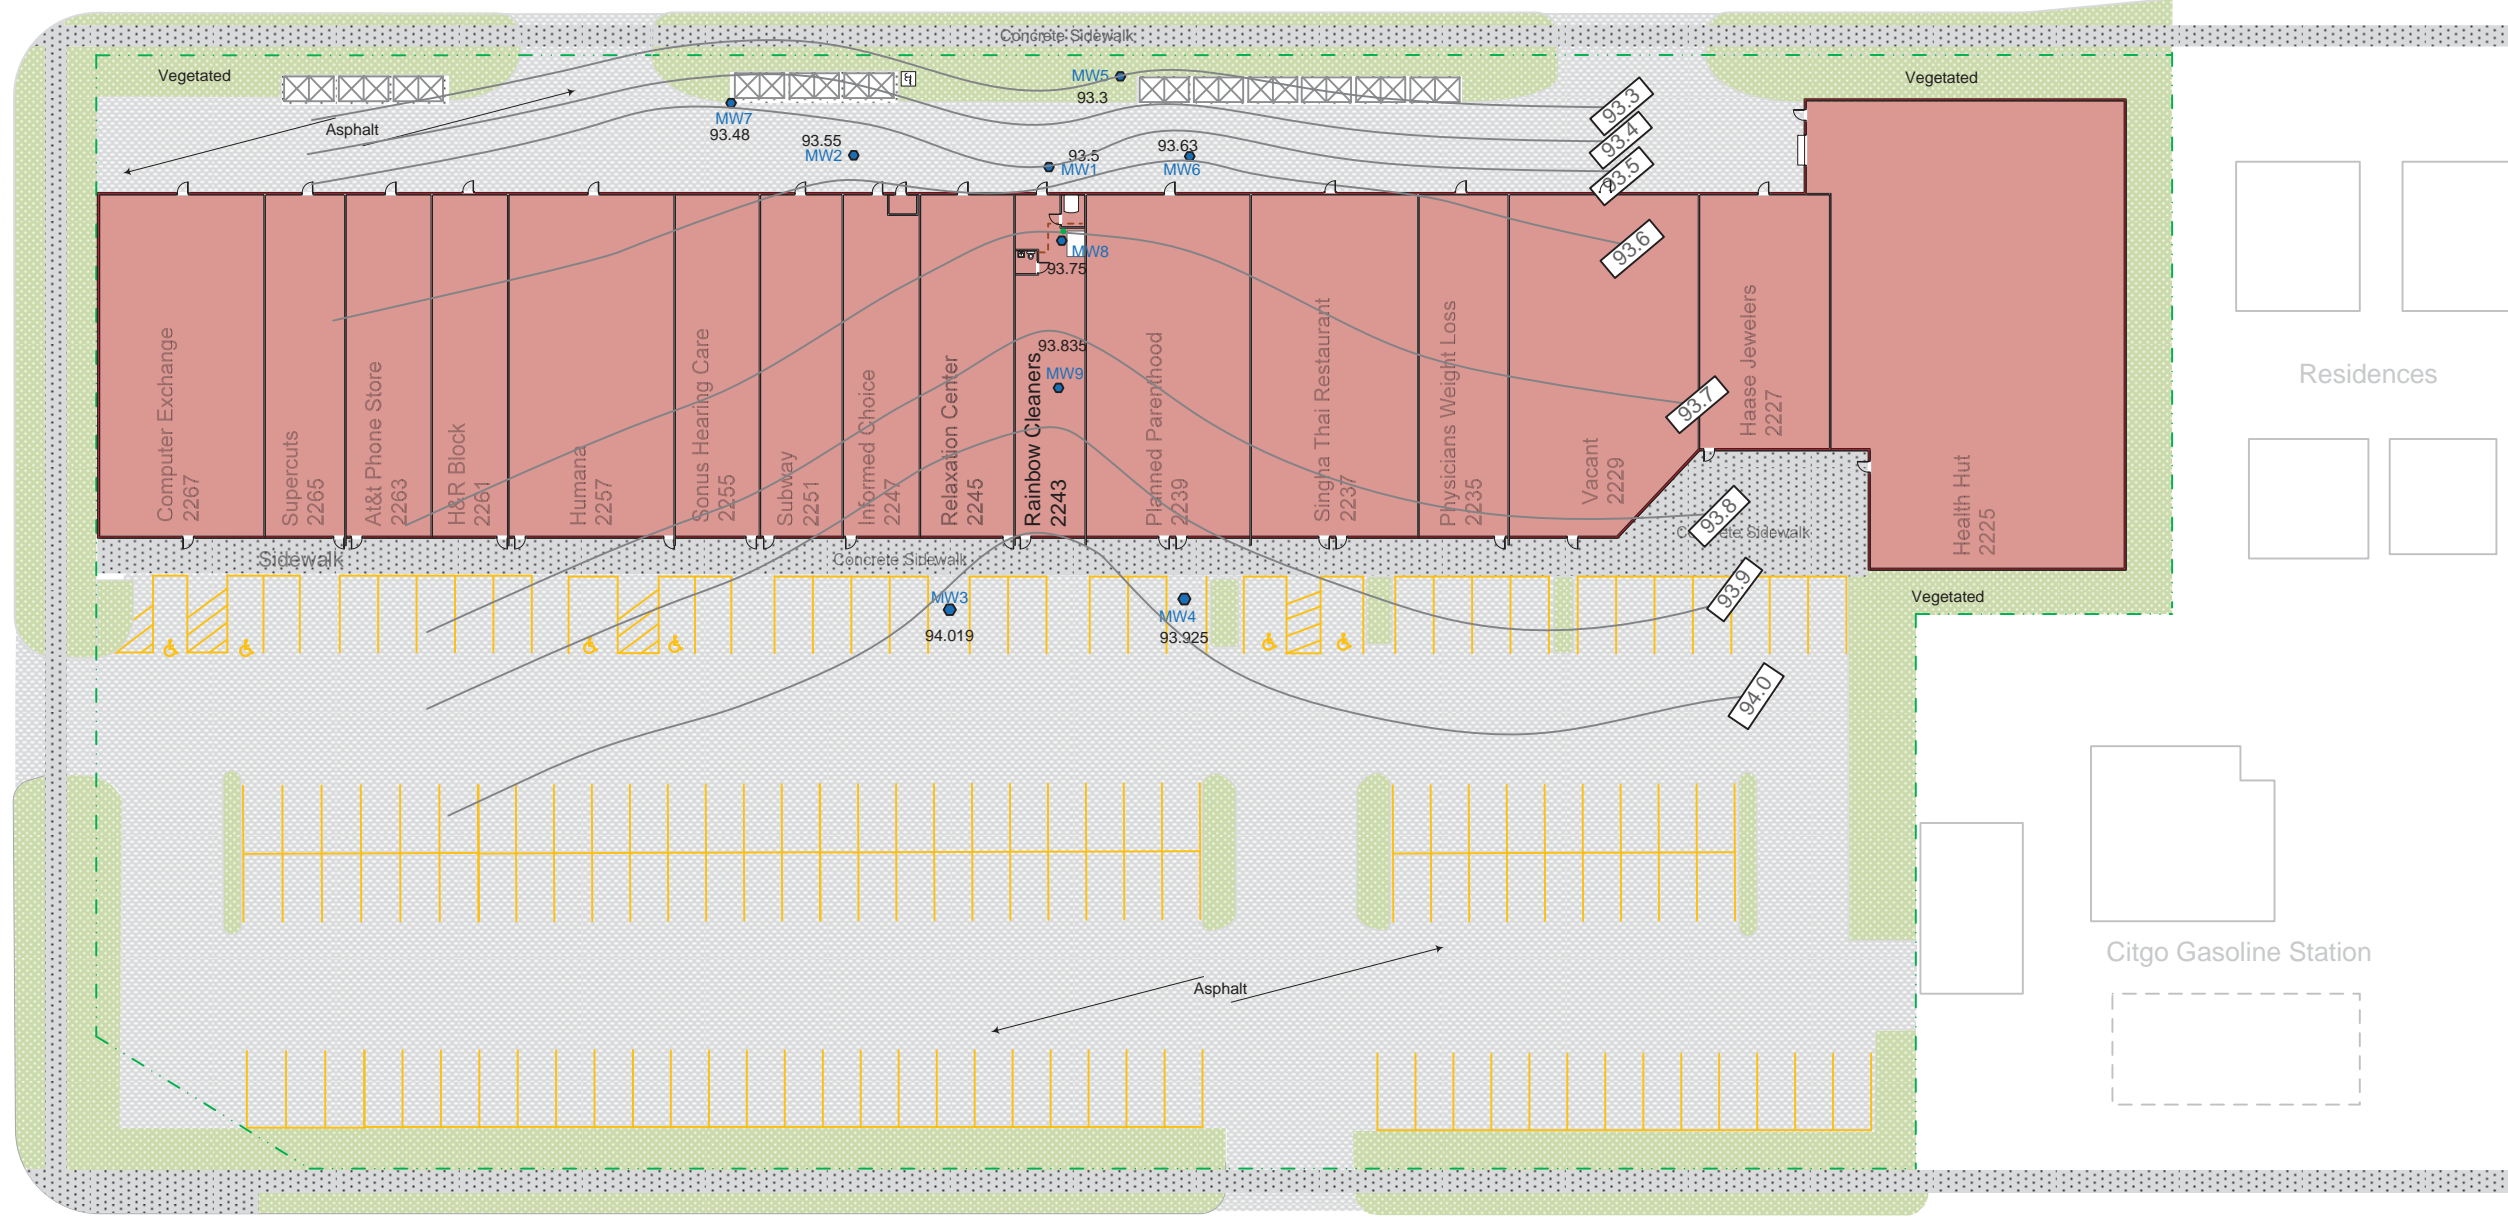 Concrete Sidewalk
Vegetated
MW5
Vegetated
93.3
93.3
MW7
Asphalt
93.48
93.4
93.55
MW2
93.5
MW1
93.63
MW6
93.5
93.6
MW8
93.75
Residences
93.835
MW9
93.7
Computer Exchange
2267
Supercuts
2265
At&t Phone Store
2263
H&R Block
2261
Humana
2257
Sonus Hearing Care
2255
Subway
2251
Informed Choice
2247
Relaxation Center
2245
Rainbow Cleaners
2243
Planned Parenthood
2239
Singha Thai Restaurant
2237
Physicians Weight Loss
2235
Vacant
2229
Haase Jewelers
2227
Health Hut
2225
93.8
Sidewalk
Concrete Sidewalk
Concrete Sidewalk
93.9
Vegetated
MW3
94.019
MW4
93.925
94.0
Citgo Gasoline Station
Asphalt